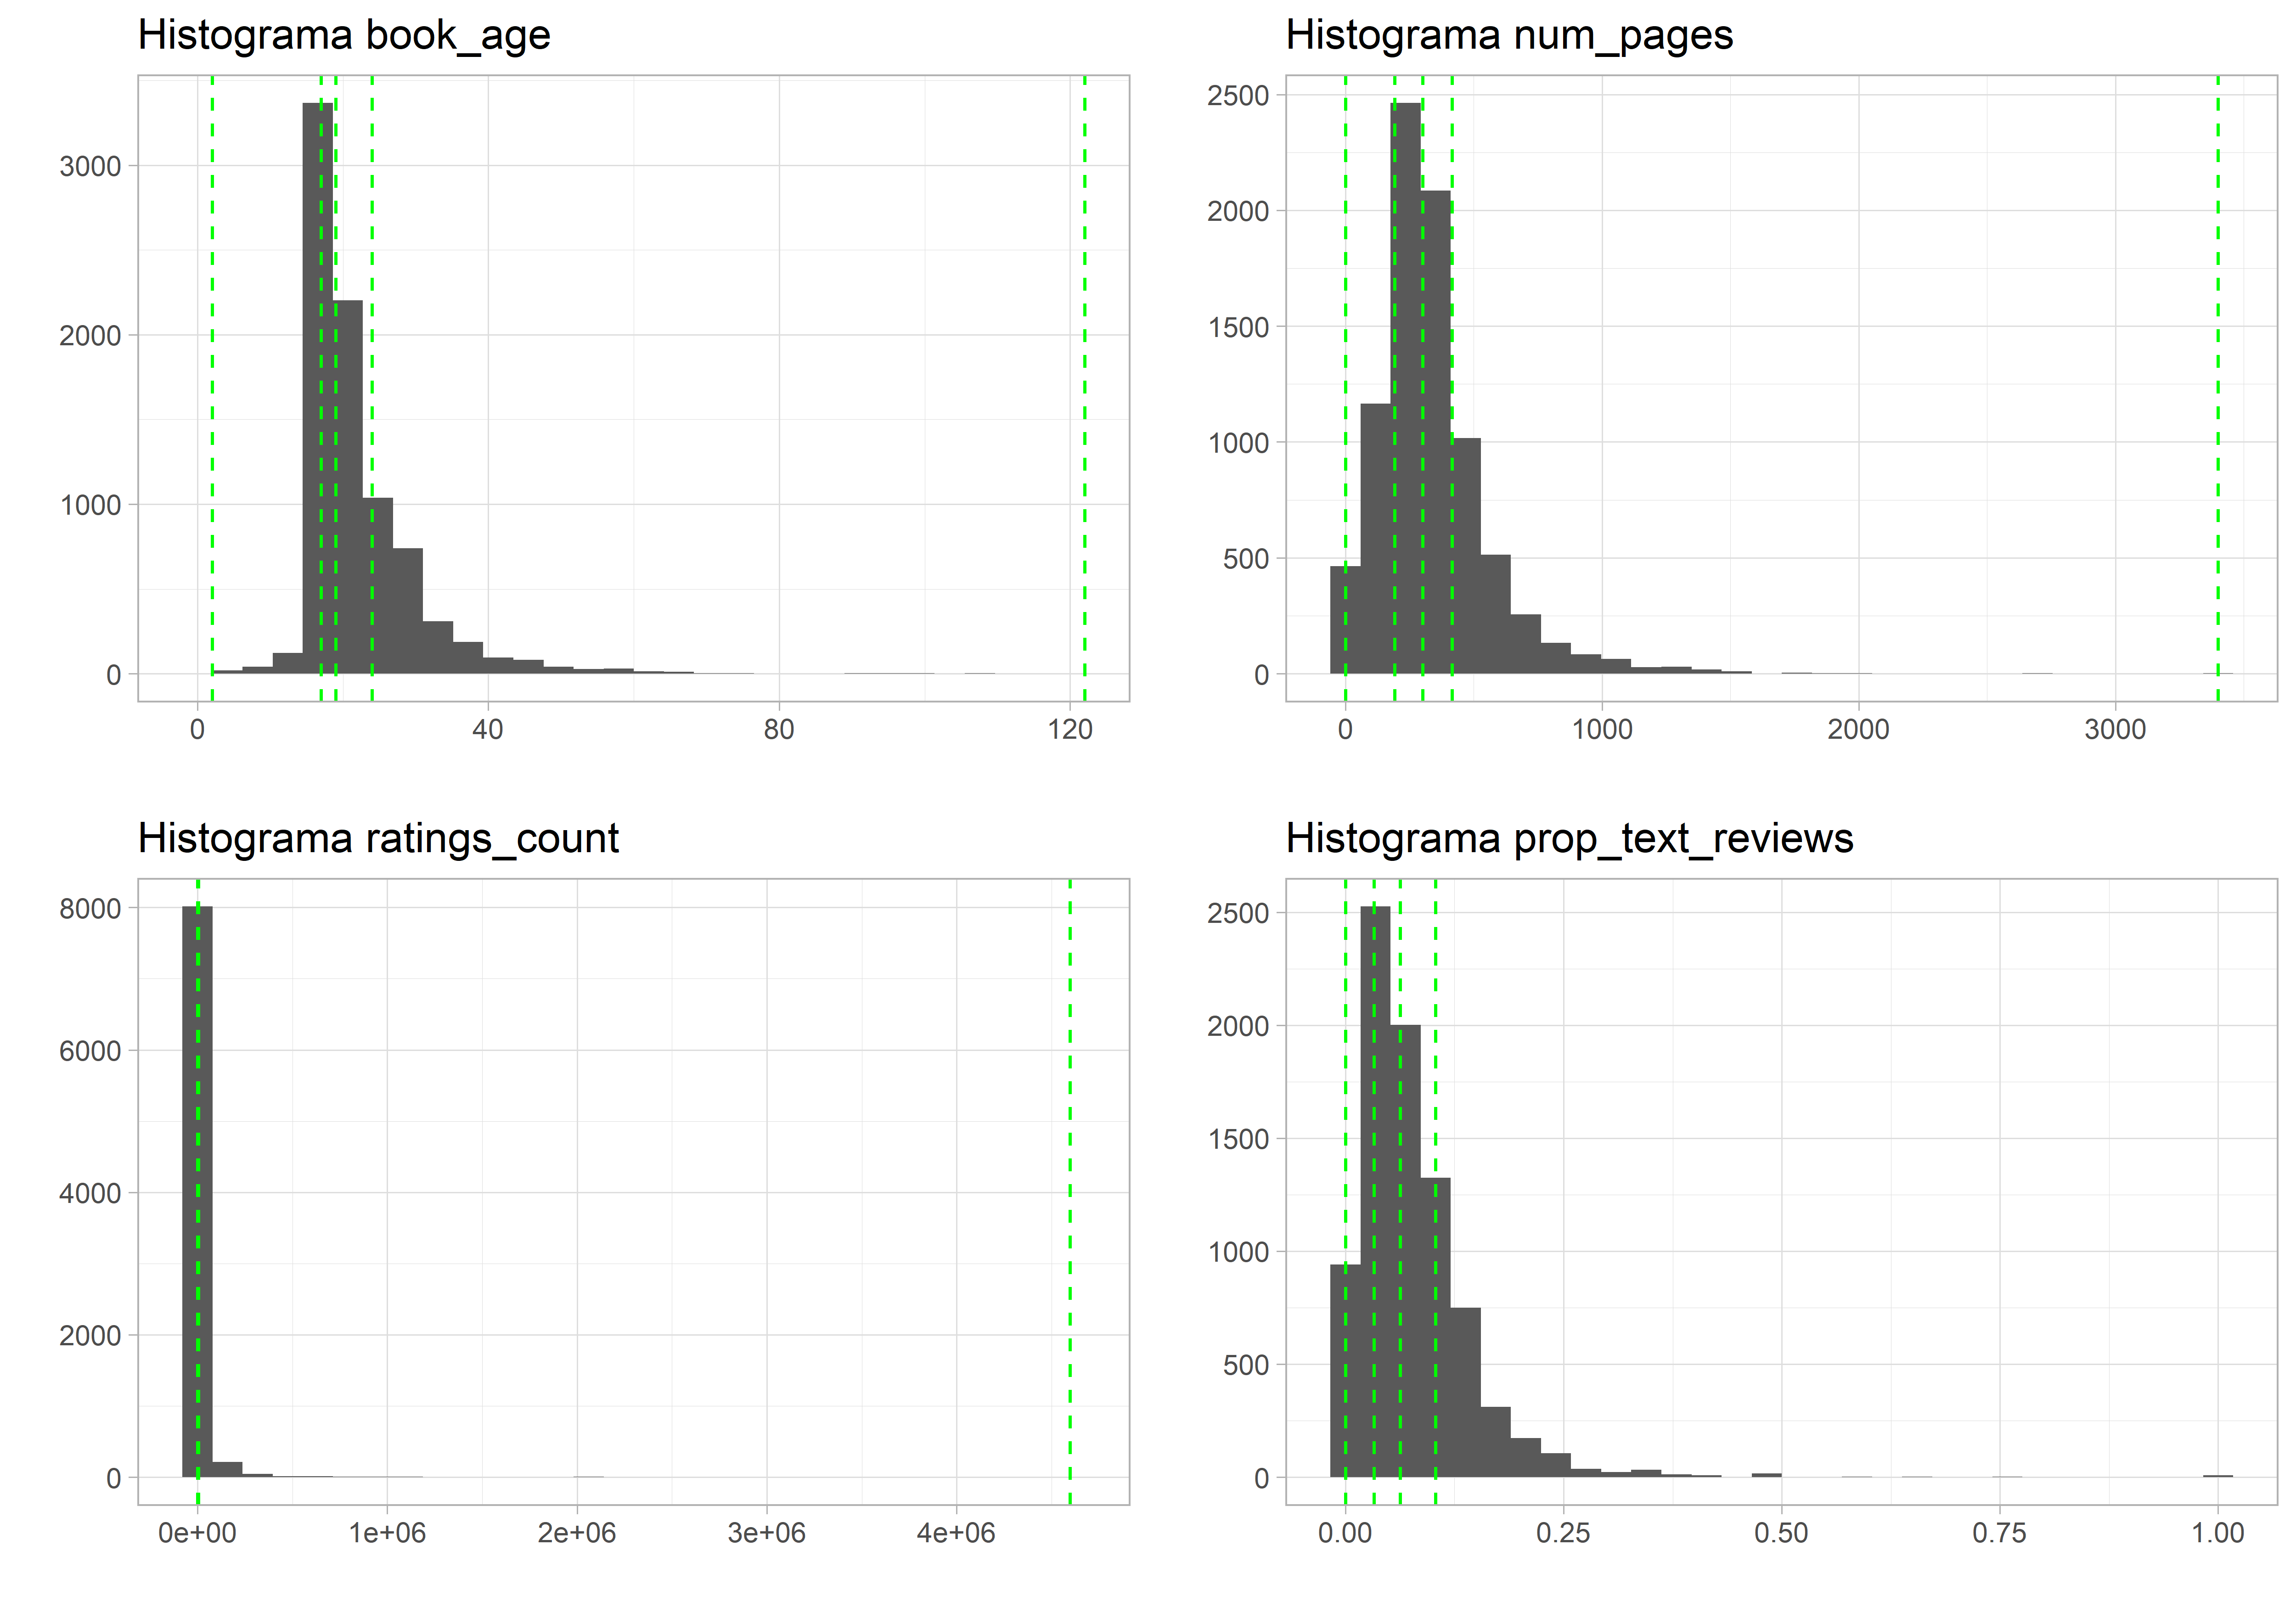 Histograma book_age
3000
2000
1000
0
0 40 80 120
Histograma num_pages
2500
2000
1500
1000
500
0
0 1000 2000 3000
Histograma ratings_count
8000
6000
4000
2000
0
0e+00 1e+06 2e+06 3e+06 4e+06
Histograma prop_text_reviews
2500
2000
1500
1000
500
0
0.00 0.25 0.50 0.75 1.00